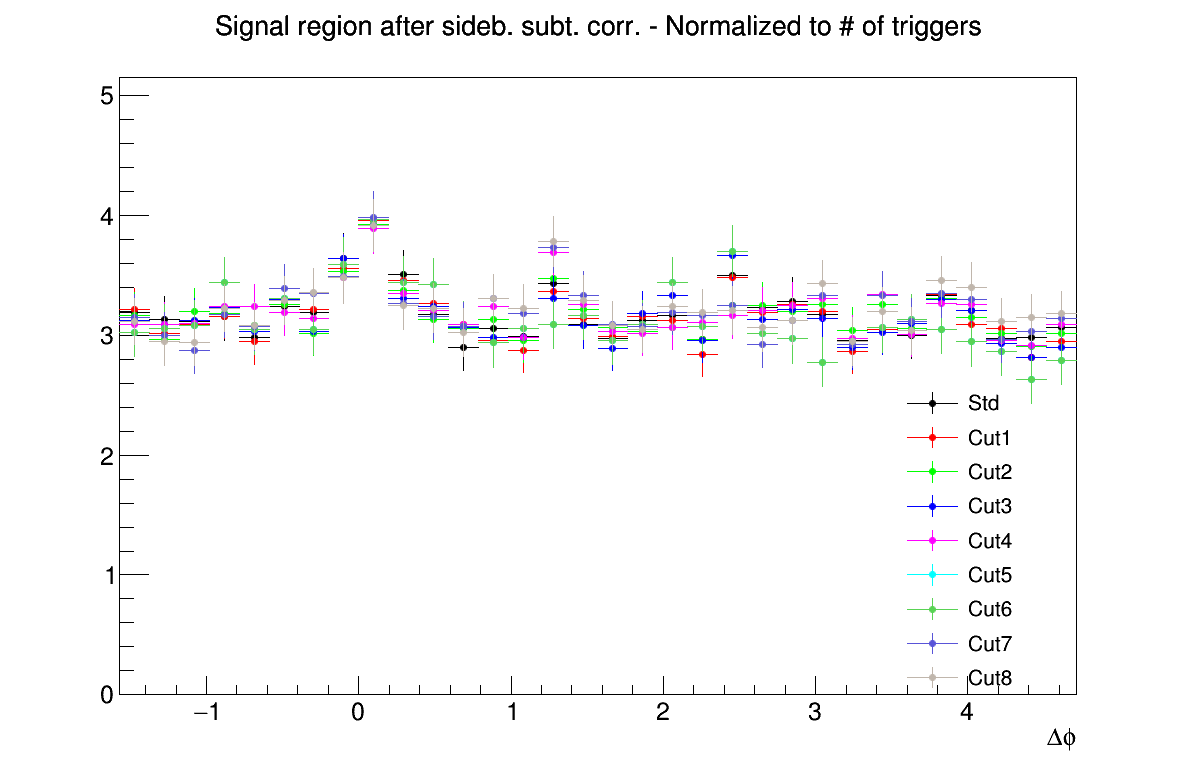 Signal region after sideb. subt. corr. - Normalized to # of triggers
5
4
3
2
1
0
Std
Cut1
Cut2
Cut3
Cut4
Cut5
Cut6
Cut7
Cut8
−1 0 1 2 3 4
Δϕ